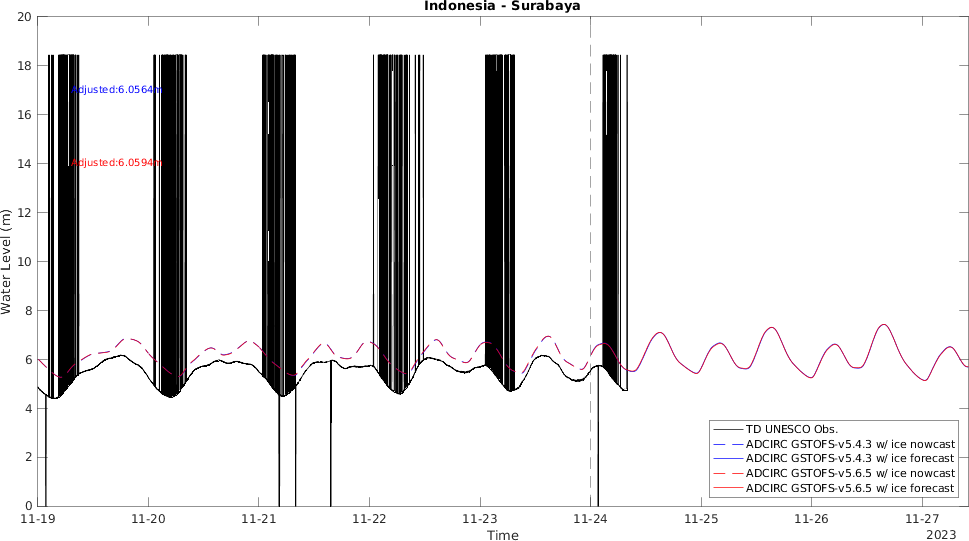 Indonesia - Surabaya
20
18
16
14
12
10
8
6
4
2
0
Water Level (m)
Adjusted:6.0564m
Adjusted:6.0594m
TD UNESCO Obs.
ADCIRC GSTOFS-v5.4.3 w/ ice nowcast
ADCIRC GSTOFS-v5.4.3 w/ ice forecast
ADCIRC GSTOFS-v5.6.5 w/ ice nowcast
ADCIRC GSTOFS-v5.6.5 w/ ice forecast
11-19 11-20 11-21 11-22 11-23 11-24 11-25 11-26 11-27
Time
2023